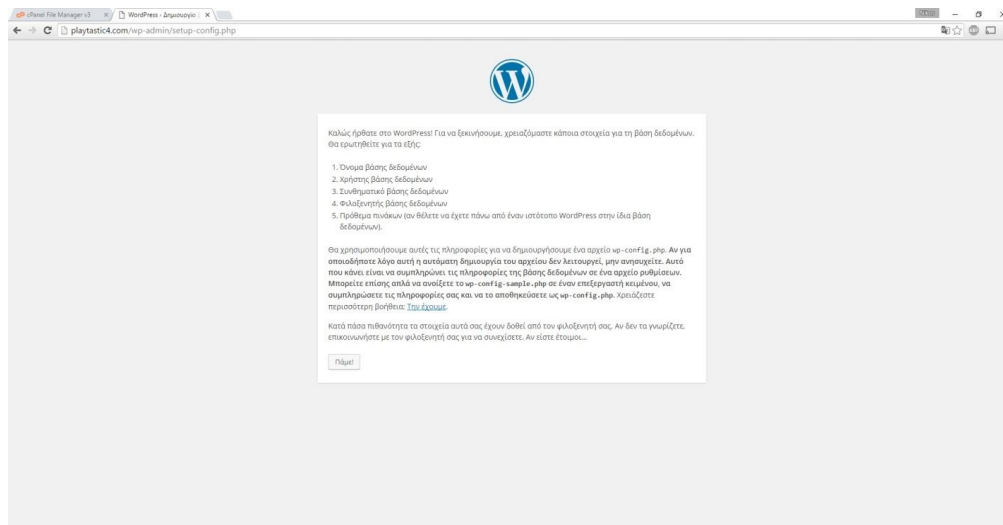 cPanel File Manager v3
WordPress › Δημιουργία
playtastic4.com/wp-admin/setup-config.php
Καλώς ήρθατε στο WordPress! Για να ξεκινήσουμε, χρειαζόμαστε κάποια στοιχεία για τη βάση δεδομένων.
Θα ερωτηθείτε για τα εξής:
1. Όνομα βάσης δεδομένων
2. Χρήστης βάσης δεδομένων
3. Συνθηματικό βάσης δεδομένων
4. Φιλοξενητής βάσης δεδομένων
5. Πρόθεμα πινάκων (αν θέλετε να έχετε πάνω από έναν ιστότοπο WordPress στην ίδια βάση
δεδομένων).
Θα χρησιμοποιήσουμε αυτές τις πληροφορίες για να δημιουργήσουμε ένα αρχείο wp-config.php. Αν για
οποιοδήποτε λόγο αυτή η αυτόματη δημιουργία του αρχείου δεν λειτουργεί, μην ανησυχείτε. Αυτό
που κάνει είναι να συμπληρώνει τις πληροφορίες της βάσης δεδομένων σε ένα αρχείο ρυθμίσεων.
Μπορείτε επίσης απλά να ανοίξετε το wp-config-sample.php σε έναν επεξεργαστή κειμένου, να
συμπληρώσετε τις πληροφορίες σας και να το αποθηκεύσετε ως wp-config.php. Χρειάζεστε
περισσότερη βοήθεια; Την έχουμε.
Κατά πάσα πιθανότητα τα στοιχεία αυτά σας έχουν δοθεί από τον φιλοξενητή σας. Αν δεν τα γνωρίζετε,
επικοινωνήστε με τον φιλοξενητή σας για να συνεχίσετε. Αν είστε έτοιμοι...
Πάμε!